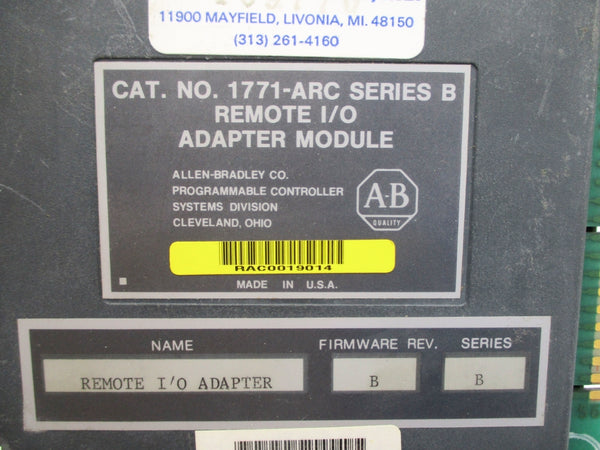 11900 MAYFIELD, LIVONIA, MI. 48150
(313) 261-4160
CAT. NO. 1771-ARC SERIES B
REMOTE I/O
ADAPTER MODULE
ALLEN-BRADLEY CO.
PROGRAMMABLE CONTROLLER
SYSTEMS DIVISION
CLEVELAND, OHIO
A-B
QUALITY
RAC0019014
MADE IN U.S.A.
NAME FIRMWARE REV. SERIES
REMOTE I'O ADAPTER B B